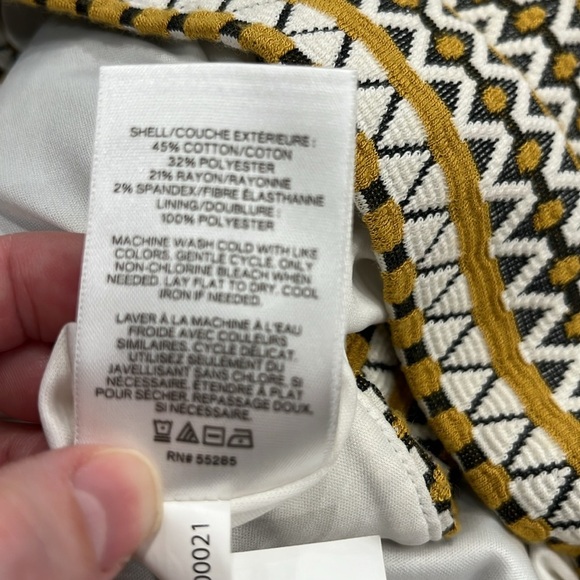 SHELL/COUCHE EXTÉRIEURE :
45% COTTON/COTON
32% POLYESTER
21% RAYON/RAYONNE
2% SPANDEX/FIBRE ÉLASTHANNE
LINING/DOUBLURE :
100% POLYESTER
MACHINE WASH COLD WITH LIKE
COLORS, GENTLE CYCLE. ONLY
NON-CHLORINE BLEACH WHEN
NEEDED. LAY FLAT TO DRY. COOL
IRON IF NEEDED.
LAVER À LA MACHINE À L'EAU
FROIDE AVEC COULEURS
SIMILAIRES, CYCLE DÉLICAT.
UTILISEZ SEULEMENT DU
JAVELLISANT SANS CHLORE, SI
NÉCESSAIRE. ÉTENDRE À PLAT
POUR SÉCHER. REPASSAGE DOUX,
SI NÉCESSAIRE.
RN# 55285
00021